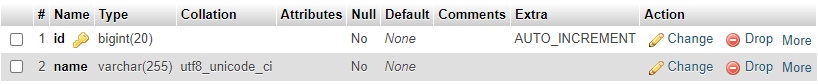 # Name Type Collation Attributes Null Default Comments Extra Action
1 id bigint(20) No None AUTO_INCREMENT Change Drop More
2 name varchar(255) utf8_unicode_ci No None Change Drop More